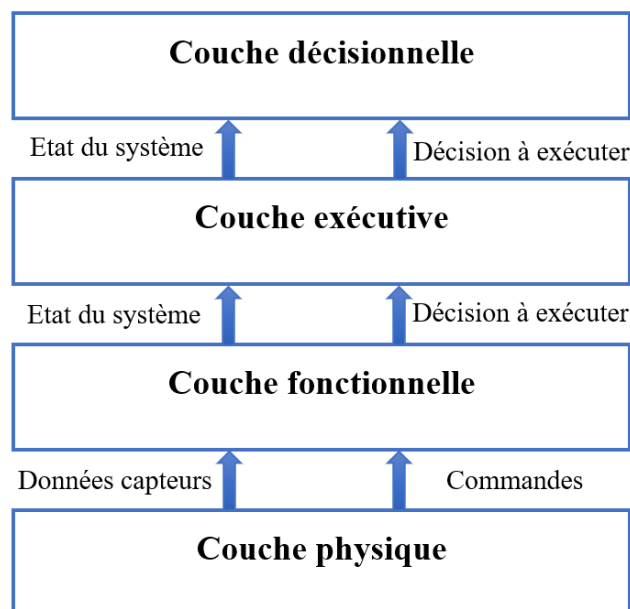 Couche décisionnelle
Etat du système Décision à exécuter
Couche exécutive
Etat du système Décision à exécuter
Couche fonctionnelle
Données capteurs Commandes
Couche physique